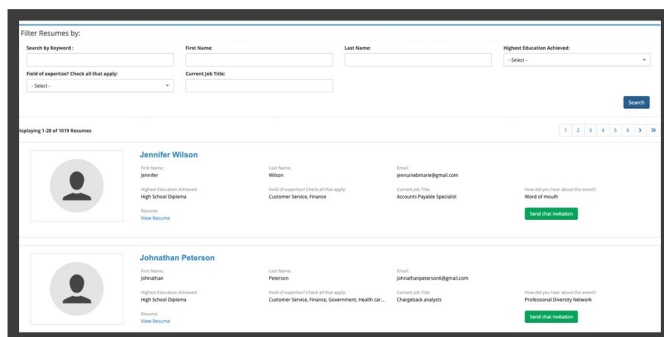 Filter Resumes by:
Search by Keyword : First Name: Last Name: Highest Education Achieved:
- Select -
Field of expertise? Check all that apply: Current Job Title:
- Select -
Search
isplaying 1-20 of 1019 Resumes 1 2 3 4 5 6 > »
Jennifer Wilson
First Name: Last Name: Email:
Jennifer Wilson jennurnebmarie@gmail.com
Highest Education Achieved: Field of expertise? Check all that apply: Current Job Title: How did you hear about this event?
High School Diploma Customer Service, Finance Accounts Payable Specialist Word of mouth
Resume:
View Resume Send chat invitation
Johnathan Peterson
First Name: Last Name: Email:
Johnathan Peterson johnathanpeterson6@gmail.com
Highest Education Achieved: Field of expertise? Check all that apply: Current Job Title: How did you hear about this event?
High School Diploma Customer Service, Finance, Government, Health car... Chargeback analysts Professional Diversity Network
Resume:
View Resume Send chat invitation